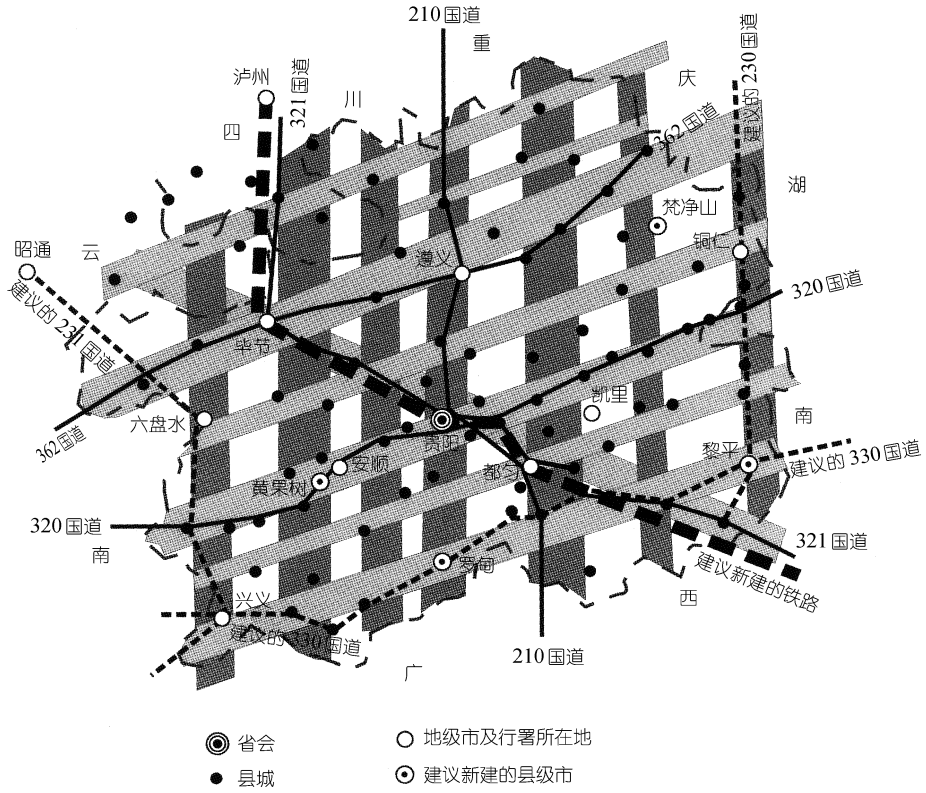 210国道
重
泸州
321国道
川
庆
建议的230国道
362国道
四
湖
梵净山
昭通
云
铜仁
遵义
320国道
建议的231国道
毕节
凯里
六盘水
贵阳
南
362国道
安顺
都匀
黎平
建议的330国道
黄果树
320国道
南
321国道
罗甸
建议新建的铁路
西
兴义
建议的330国道
210国道
广
省会
地级市及行署所在地
县城
建议新建的县级市